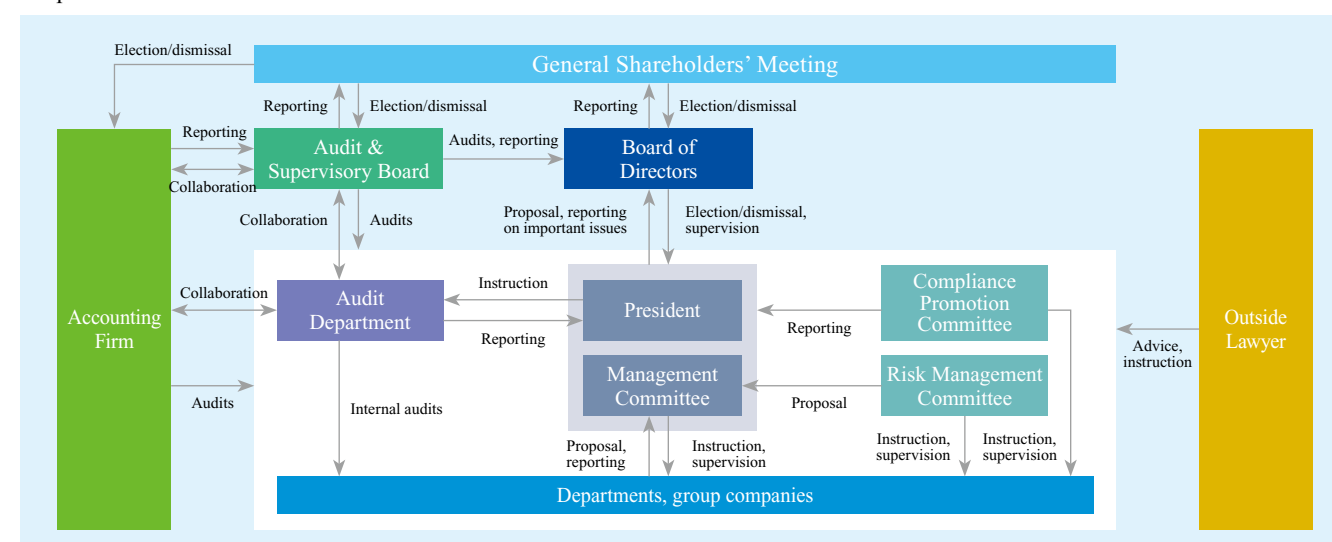 Election/dismissal
General Shareholders’ Meeting
Reporting
Election/dismissal
Reporting
Election/dismissal
Reporting
Collaboration
Audit &
Supervisory Board
Audits, reporting
Board of
Directors
Collaboration
Audits
Proposal, reporting
on important issues
Election/dismissal,
supervision
Accounting
Firm
Collaboration
Audits
Audit
Department
Instruction
Reporting
President
Reporting
Compliance
Promotion
Committee
Management
Committee
Proposal
Risk Management
Committee
Advice,
instruction
Outside
Lawyer
Internal audits
Proposal,
reporting
Instruction,
supervision
Instruction,
supervision
Instruction,
supervision
Departments, group companies